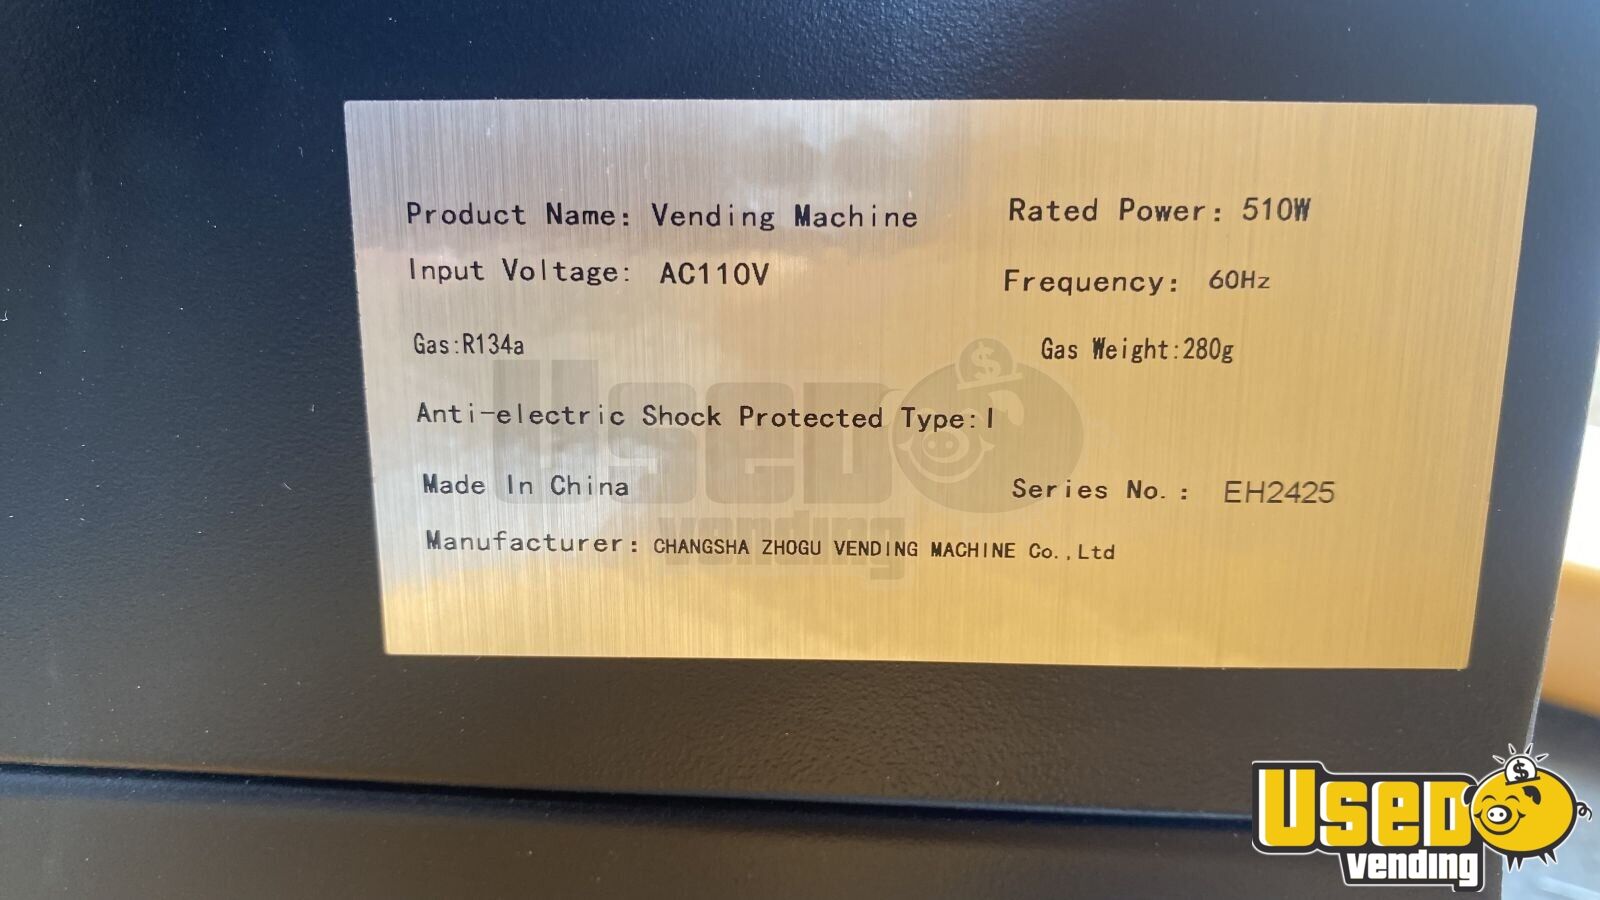 Product Name: Vending Machine Rated Power: 510W
Input Voltage: AC110V Frequency: 60Hz
Gas:R134a Gas Weight:280g
Anti-electric Shock Protected Type:I
Made In China Series No.: EH2425
Manufacturer: CHANGSHA ZHOGU VENDING MACHINE Co.,Ltd
Used
vending
Used
vending